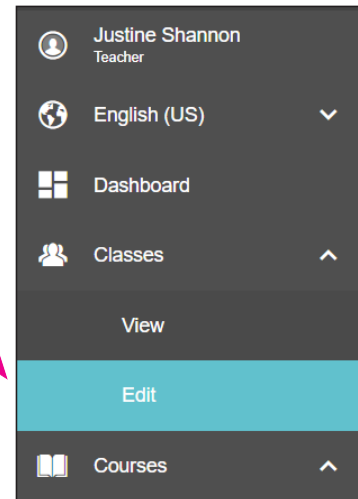 Justine Shannon
Teacher
English (US)
Dashboard
Classes
View
Edit
Courses